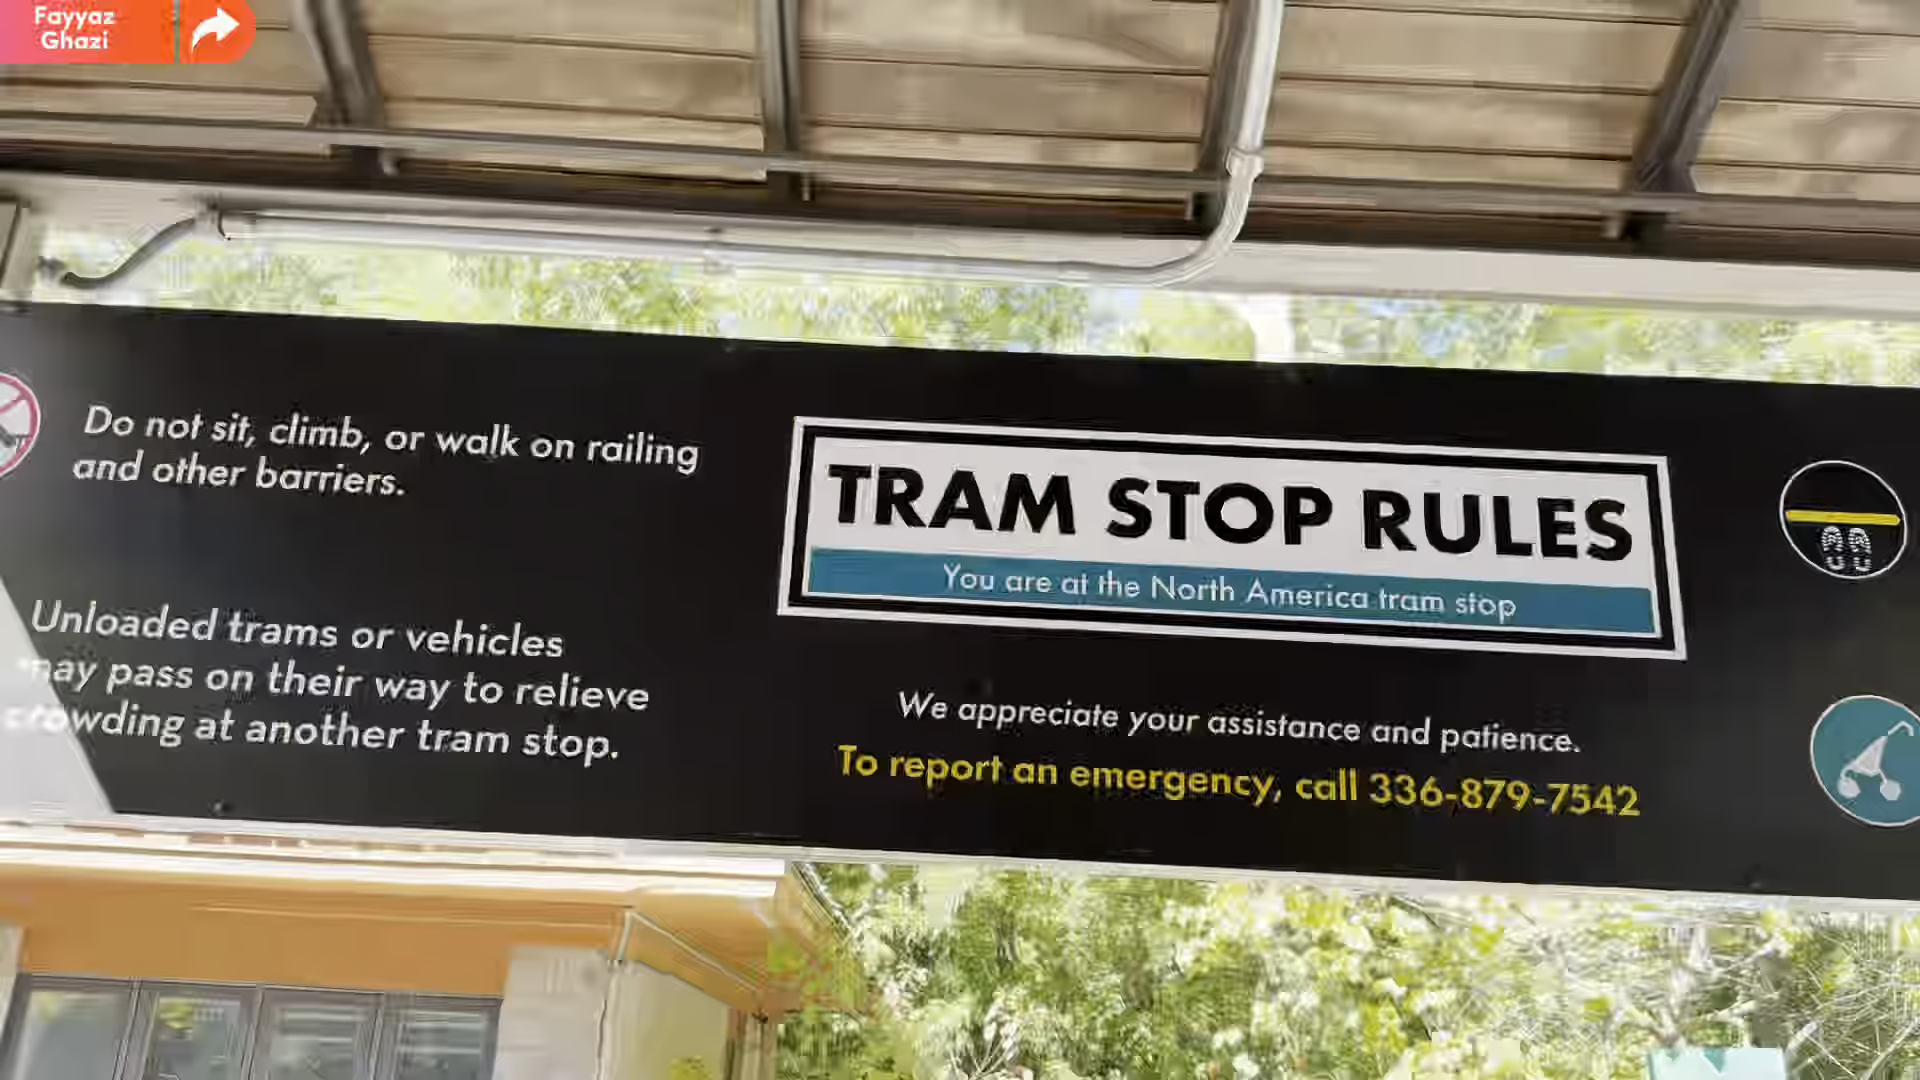 Fayyaz
Ghazi
Do not sit, climb, or walk on railing
and other barriers.
Unloaded trams or vehicles
may pass on their way to relieve
crowding at another tram stop.
TRAM STOP RULES
You are at the North America tram stop
We appreciate your assistance and patience.
To report an emergency, call 336-879-7542